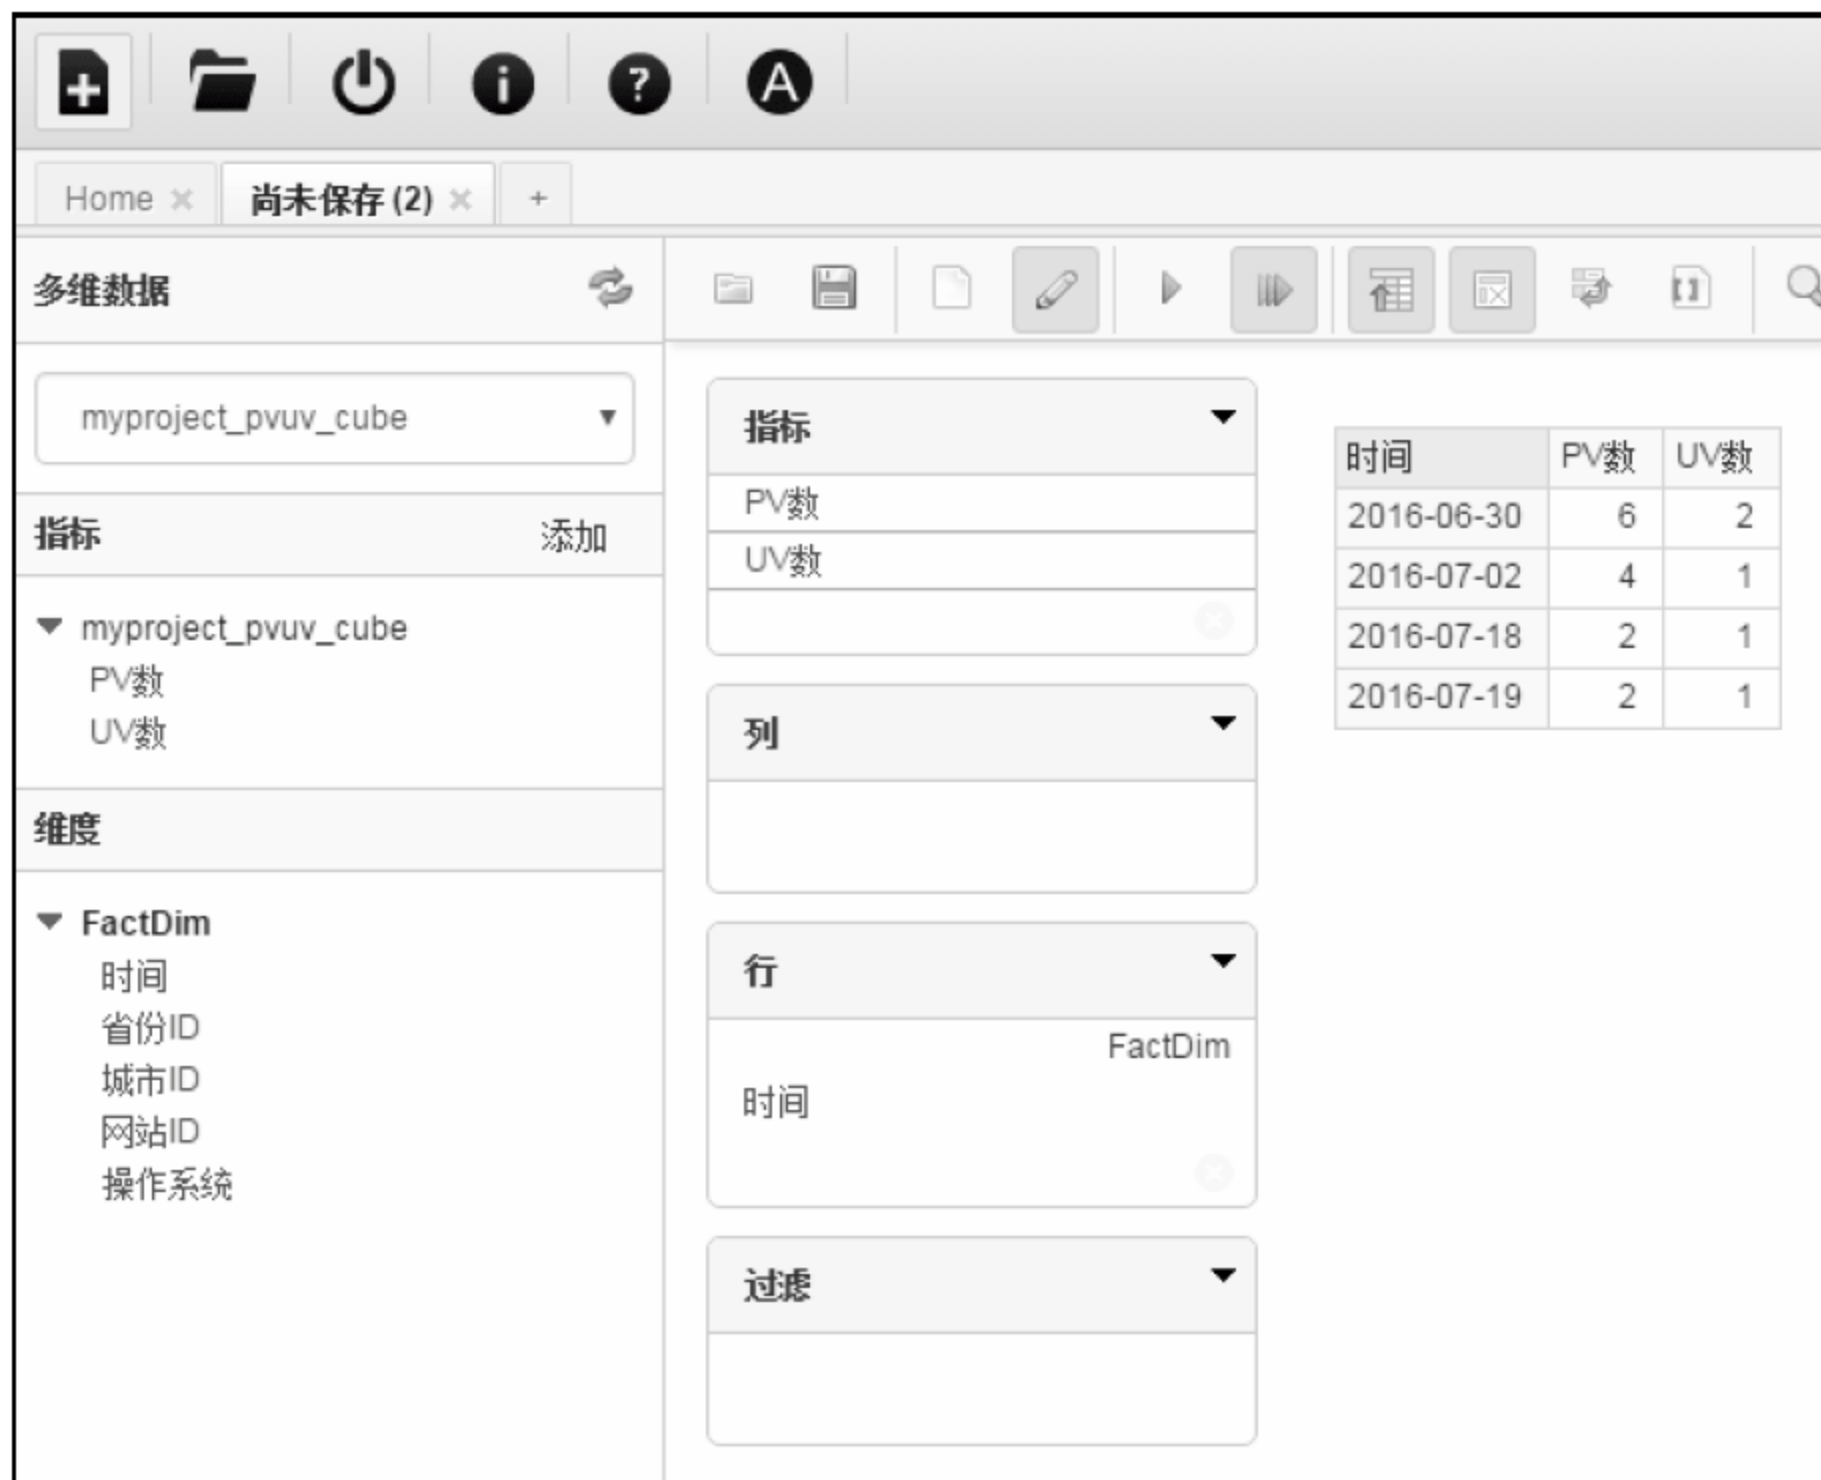 Home
尚未保存 (2)
+
多维数据
myproject_pvuv_cube
指标 添加
myproject_pvuv_cube
PV数
UV数
维度
FactDim
时间
省份ID
城市ID
网站ID
操作系统
指标
PV数
UV数
列
行
FactDim
时间
过滤
时间 PV数 UV数
2016-06-30 6 2
2016-07-02 4 1
2016-07-18 2 1
2016-07-19 2 1